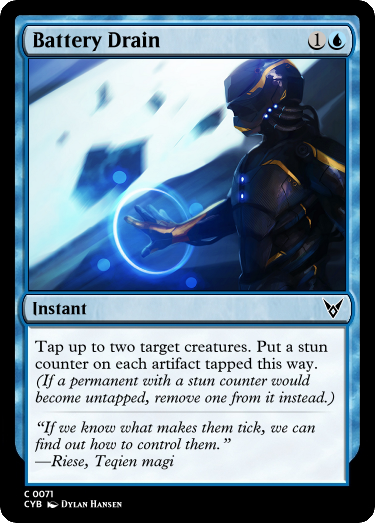 Battery Drain 1
Instant
Tap up to two target creatures. Put a stun
counter on each artifact tapped this way.
(If a permanent with a stun counter would
become untapped, remove one from it instead.)
“If we know what makes them tick, we can
find out how to control them.”
—Riese, Teqien magi
C 0071
CYB Dylan Hansen